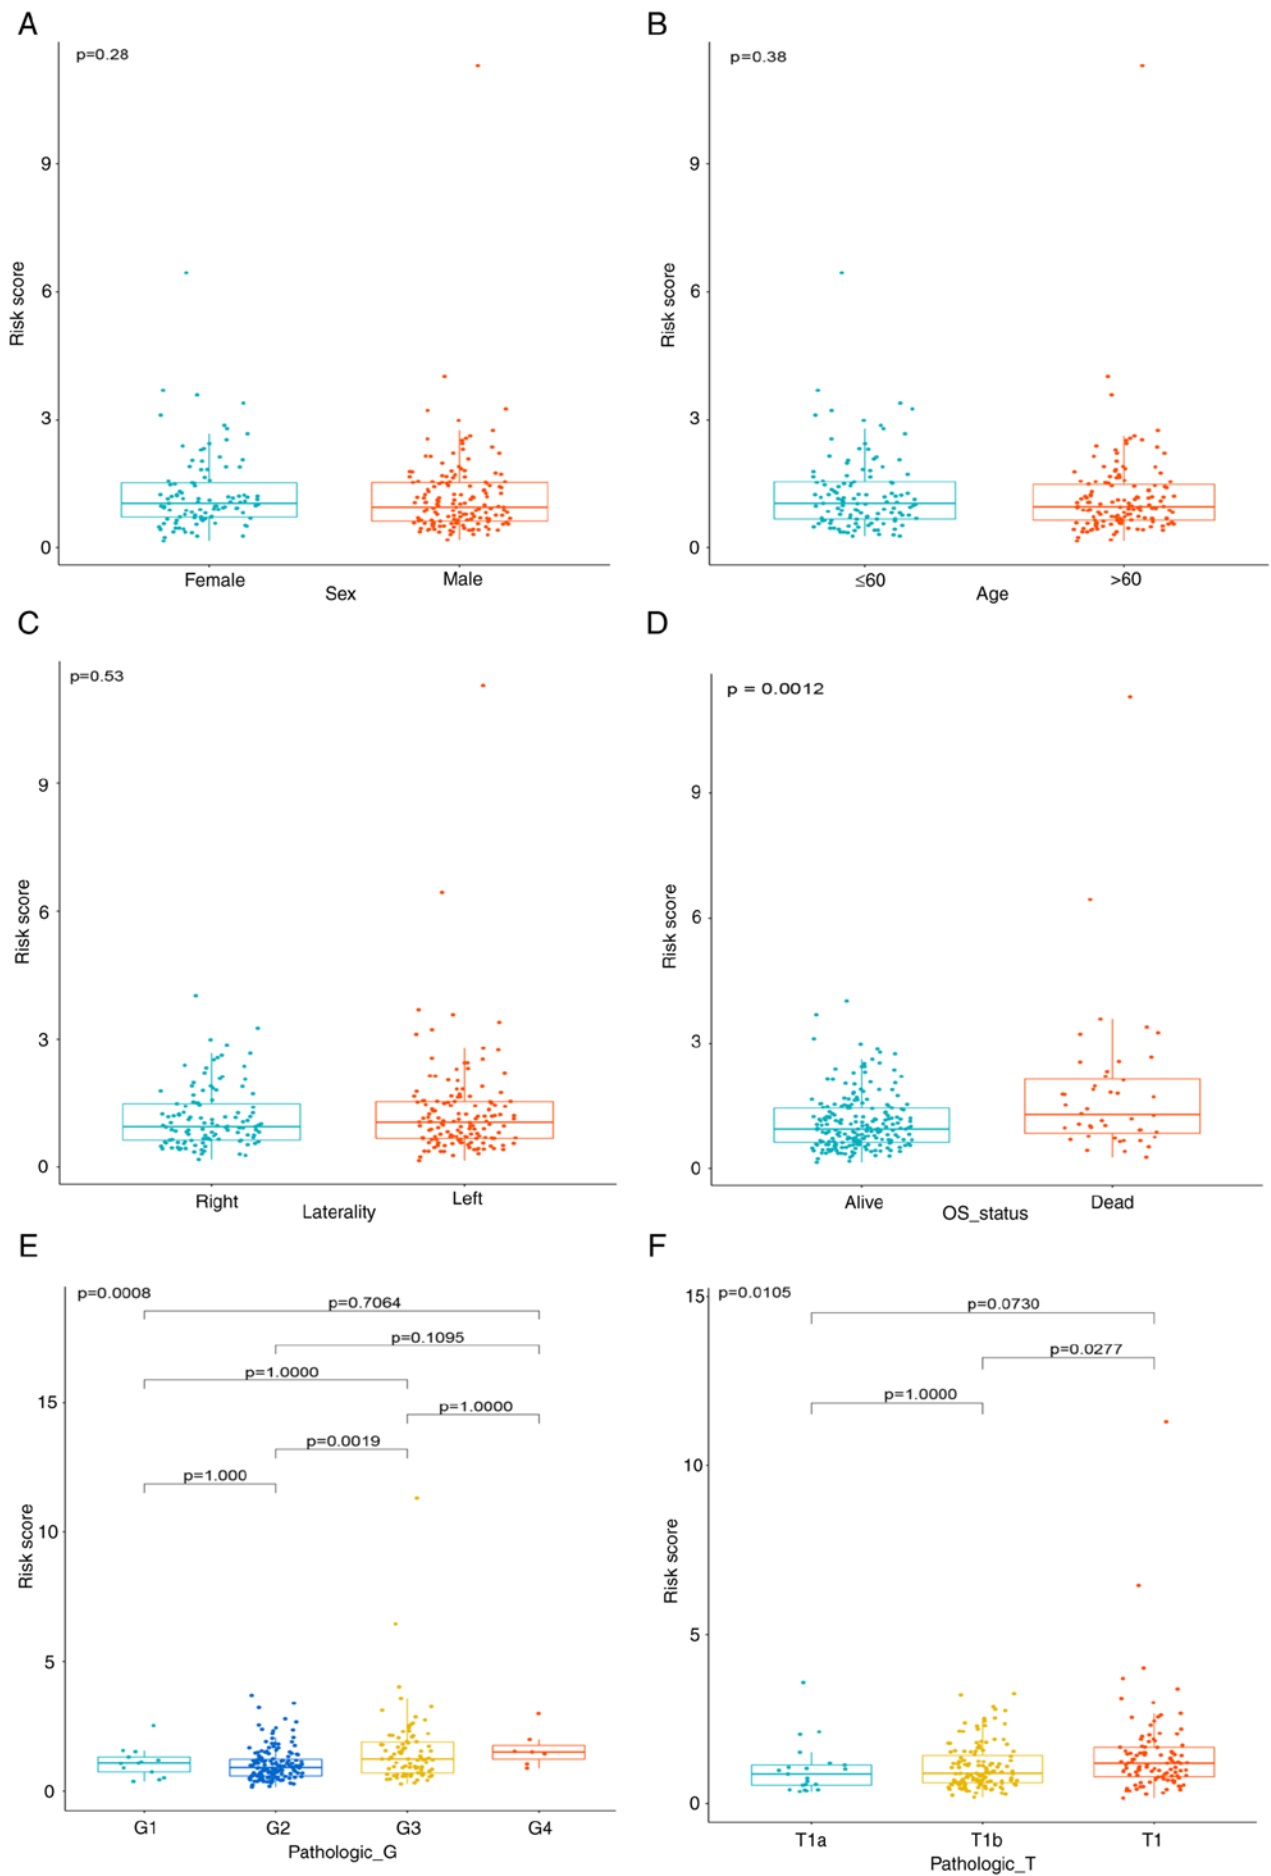 A
p=0.28
9
6
3
0
Risk score
Female
Male
Sex
B
p=0.38
9
6
3
0
Risk score
≤60
>60
Age
C
p=0.53
9
6
3
0
Risk score
Right
Left
Laterality
D
p = 0.0012
9
6
3
0
Risk score
Alive
Dead
OS_status
E
p=0.0008
p=0.7064
p=0.1095
p=1.0000
p=1.0000
p=0.0019
p=1.000
15
10
5
0
Risk score
G1
G2
G3
G4
Pathologic_G
F
p=0.0105
p=0.0730
p=0.0277
p=1.0000
15
10
5
0
Risk score
T1a
T1b
T1
Pathologic_T